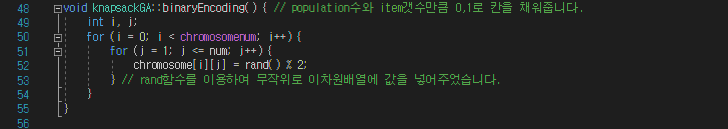 48 void knapsackGA::binaryEncoding() { // population수와 item갯수만큼 0,1로 칸을 채워줍니다.
49 int i, j;
50 for (i = 0; i < chromosomenum; i++){
51 for (j = 1; j <= num; j++){
52 chromosome[i][j] = rand() % 2;
53 } // rand함수를 이용하여 무작위로 이차원배열에 값을 넣어주었습니다.
54 }
55 }
56